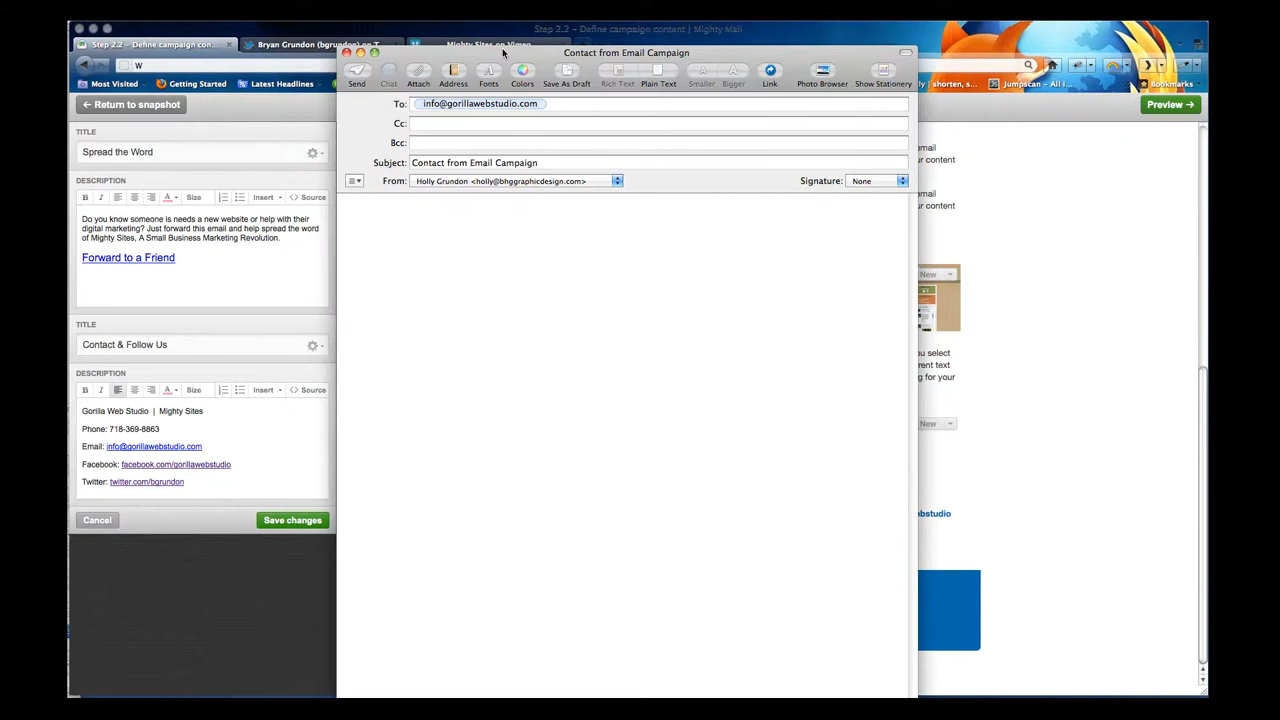 Step 2.2 – Define campaign content | Mighty Mail
Step 2.2 – Define campaign con...
Bryan Grundon (bgrundon) on T...
Mighty Sites on Vimeo
Contact from Email Campaign
W
Most Visited
Getting Started
Latest Headlines
Send
Chat
Attach
Address
Fonts
Colors
Save As Draft
Rich Text
Plain Text
Smaller
Bigger
Link
Photo Browser
Show Stationery
ly | shorten, s...
Jumpscan – All i...
Bookmarks
← Return to snapshot
Preview →
To: info@gorillawebstudio.com
Cc:
Bcc:
Subject: Contact from Email Campaign
From: Holly Grundon <holly@bhggraphicdesign.com>
Signature: None
TITLE
Spread the Word
DESCRIPTION
B I A Size Insert <> Source
Do you know someone is needs a new website or help with their
digital marketing? Just forward this email and help spread the word
of Mighty Sites, A Small Business Marketing Revolution.
Forward to a Friend
TITLE
Contact & Follow Us
DESCRIPTION
B I A Size Insert <> Source
Gorilla Web Studio | Mighty Sites
Phone: 718-369-8863
Email: info@gorillawebstudio.com
Facebook: facebook.com/gorillawebstudio
Twitter: twitter.com/bgrundon
Cancel
Save changes
email
ur content
email
ur content
New
ou select
rent text
ng for your
New
ebstudio